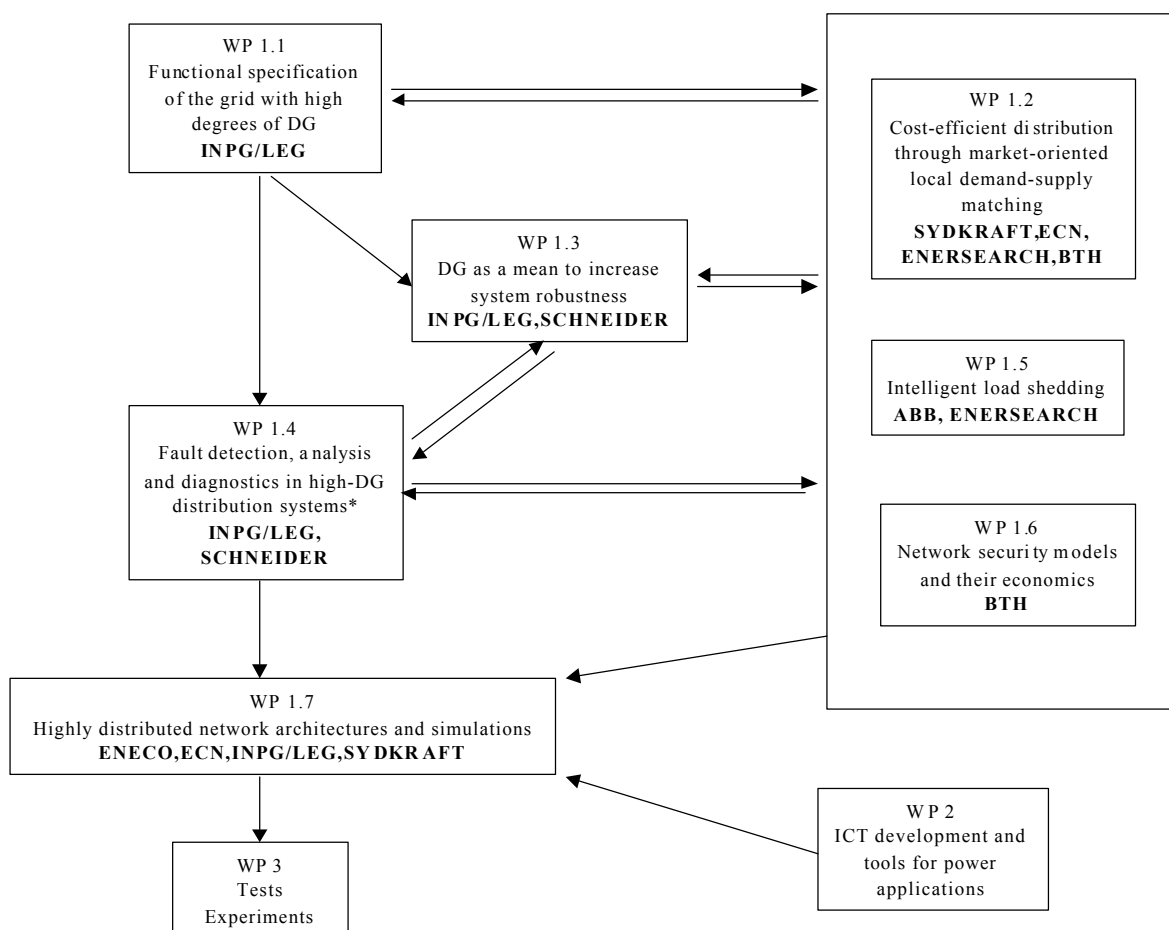 WP 1.1
Functional specification
of the grid with high
degrees of DG
INPG/LEG
WP 1.2
Cost-efficient distribution
through market-oriented
local demand-supply
matching
SYDKRAFT,ECN,
ENERSEARCH,BTH
WP 1.3
DG as a mean to increase
system robustness
INPG/LEG,SCHNEIDER
WP 1.5
Intelligent load shedding
ABB, ENERSEARCH
WP 1.4
Fault detection, analysis
and diagnostics in high-DG
distribution systems*
INPG/LEG,
SCHNEIDER
WP 1.6
Network security models
and their economics
BTH
WP 1.7
Highly distributed network architectures and simulations
ENECO,ECN,INPG/LEG,SYDKRAFT
WP 2
ICT development and
tools for power
applications
WP 3
Tests
Experiments